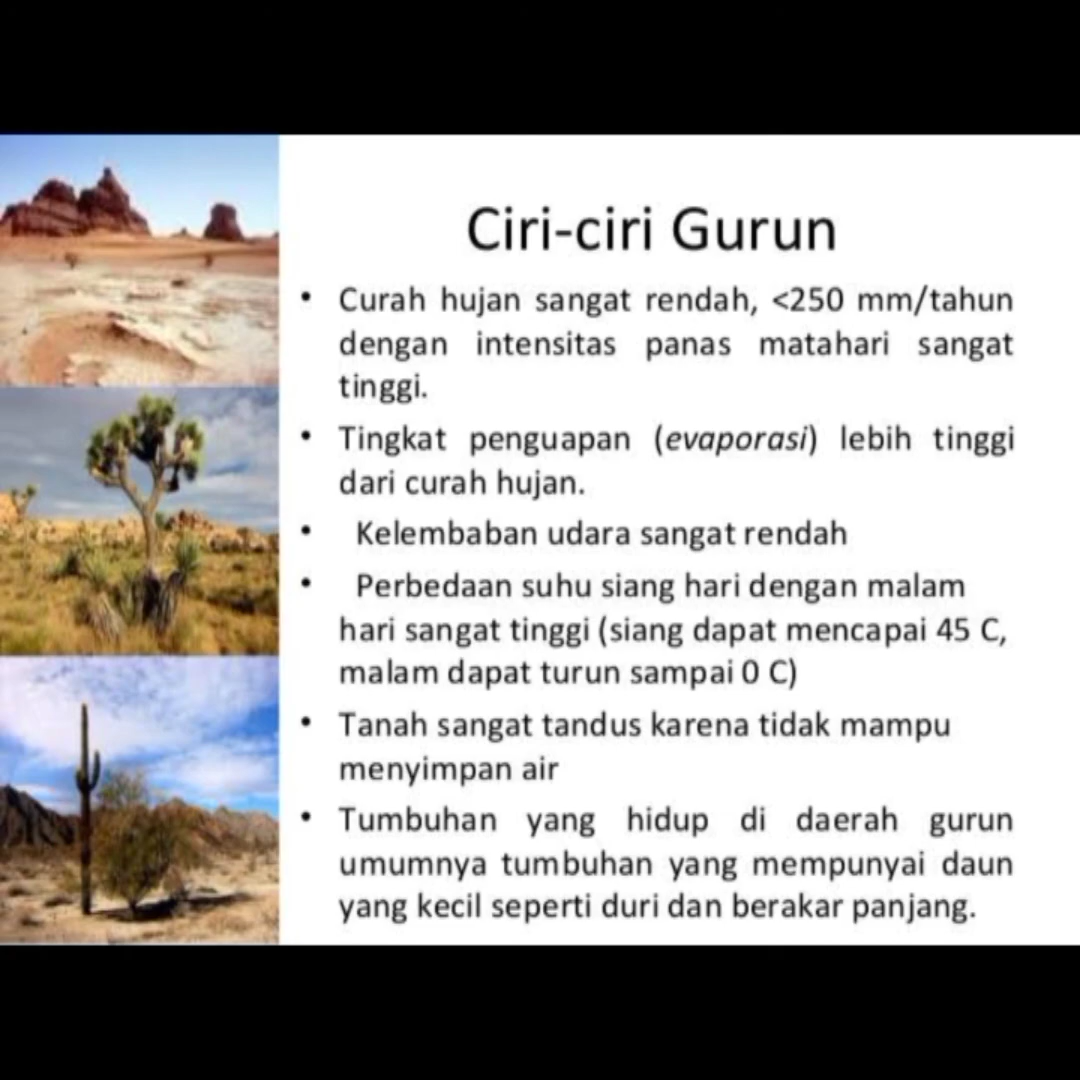 Ciri-ciri Gurun
• Curah hujan sangat rendah, <250 mm/tahun
dengan intensitas panas matahari sangat
tinggi.
• Tingkat penguapan (evaporasi) lebih tinggi
dari curah hujan.
• Kelembaban udara sangat rendah
• Perbedaan suhu siang hari dengan malam
hari sangat tinggi (siang dapat mencapai 45 C,
malam dapat turun sampai 0 C)
• Tanah sangat tandus karena tidak mampu
menyimpan air
• Tumbuhan yang hidup di daerah gurun
umumnya tumbuhan yang mempunyai daun
yang kecil seperti duri dan berakar panjang.